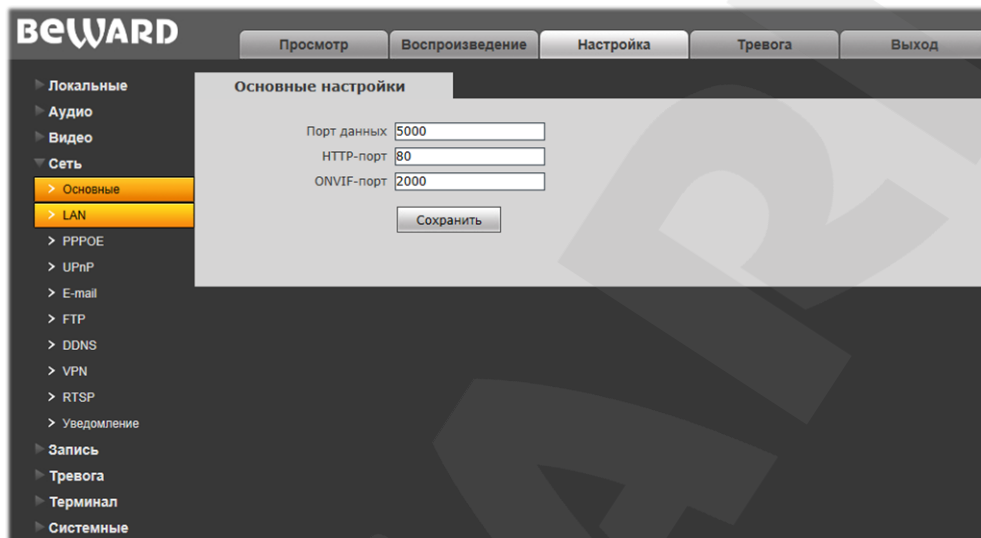 BEWARD
Просмотр
Воспроизведение
Настройка
Тревога
Выход
Локальные
Аудио
Видео
Сеть
Основные
LAN
PPPOE
UPnP
E-mail
FTP
DDNS
VPN
RTSP
Уведомление
Запись
Тревога
Терминал
Системные
Основные настройки
Порт данных 5000
HTTP-порт 80
ONVIF-порт 2000
Сохранить